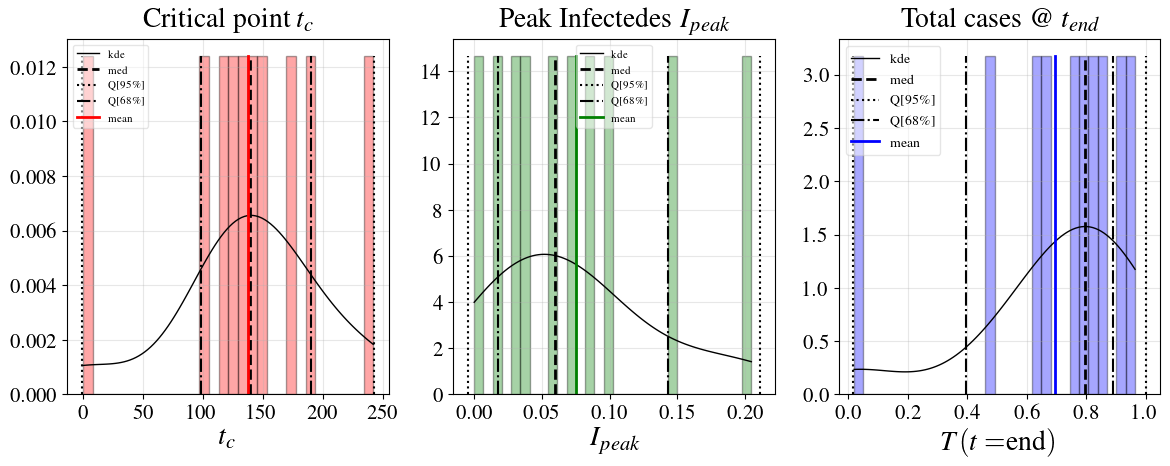 Critical point t_c
kde
med
Q[95%]
Q[68%]
mean
0.012
0.010
0.008
0.006
0.004
0.002
0.000
0 50 100 150 200 250
t_c
Peak Infectedes I_peak
kde
med
Q[95%]
Q[68%]
mean
14
12
10
8
6
4
2
0
0.00 0.05 0.10 0.15 0.20
I_peak
Total cases @ t_end
kde
med
Q[95%]
Q[68%]
mean
3.0
2.5
2.0
1.5
1.0
0.5
0.0
0.0 0.2 0.4 0.6 0.8 1.0
T(t =end)